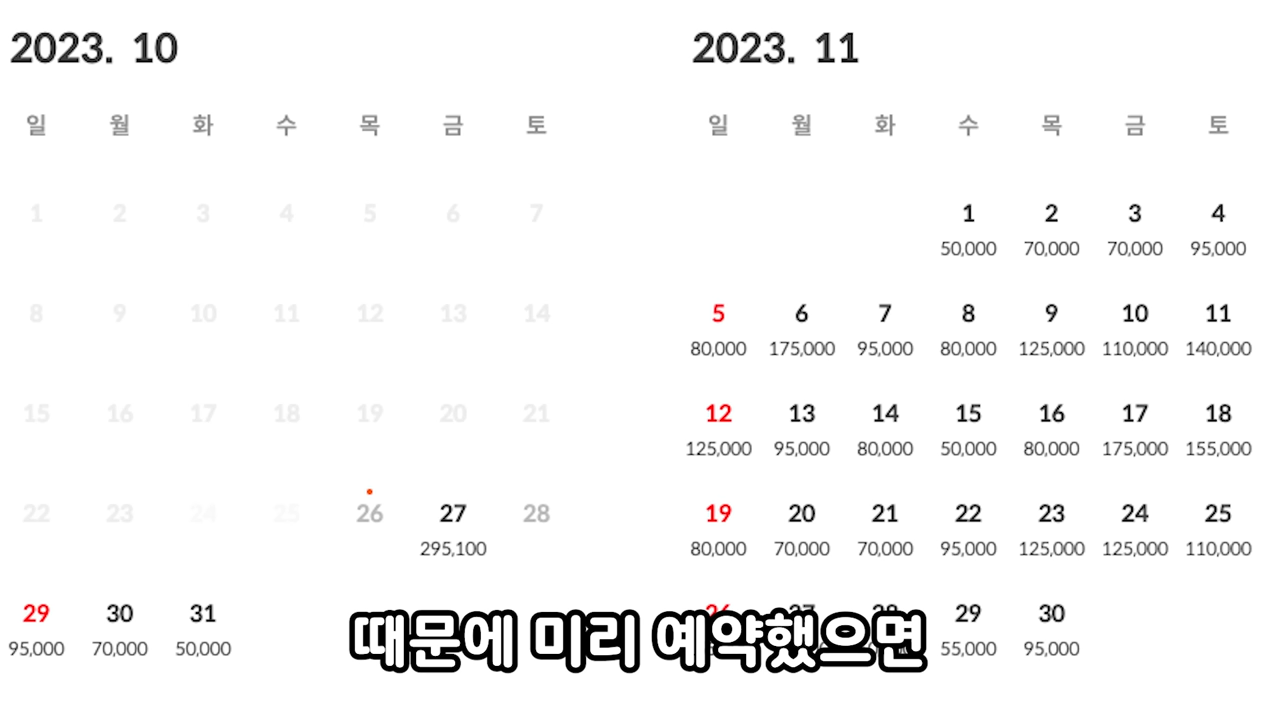 2023. 10
일 월 화 수 목 금 토
1 2 3 4 5 6 7
8 9 10 11 12 13 14
15 16 17 18 19 20 21
22 23 24 25 26 27 28
295,100
29 30 31
95,000 70,000 50,000
2023. 11
일 월 화 수 목 금 토
1 2 3 4
50,000 70,000 70,000 95,000
5 6 7 8 9 10 11
80,000 175,000 95,000 80,000 125,000 110,000 140,000
12 13 14 15 16 17 18
125,000 95,000 80,000 50,000 80,000 175,000 155,000
19 20 21 22 23 24 25
80,000 70,000 70,000 95,000 125,000 125,000 110,000
26 27 28 29 30
55,000 95,000
때문에 미리 예약했으면